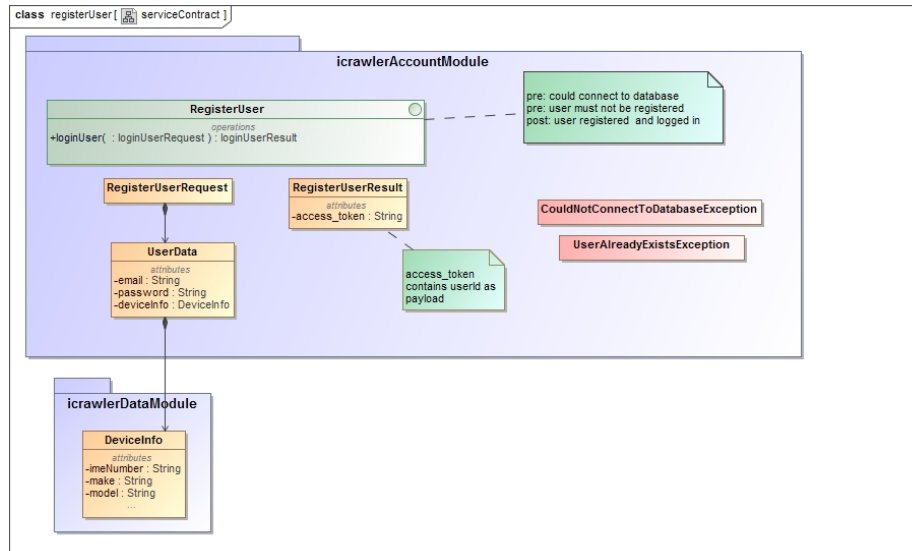 class registerUser [ serviceContract ]
icrawlerAccountModule
RegisterUser
operations
+loginUser( : loginUserRequest ) : loginUserResult
pre: could connect to database
pre: user must not be registered
post: user registered and logged in
RegisterUserRequest
RegisterUserResult
attributes
-access_token : String
CouldNotConnectToDatabaseException
UserAlreadyExistsException
UserData
attributes
-email : String
-password : String
-deviceInfo : DeviceInfo
access_token
contains userId as
payload
icrawlerDataModule
DeviceInfo
attributes
-imeNumber : String
-make : String
-model : String
...